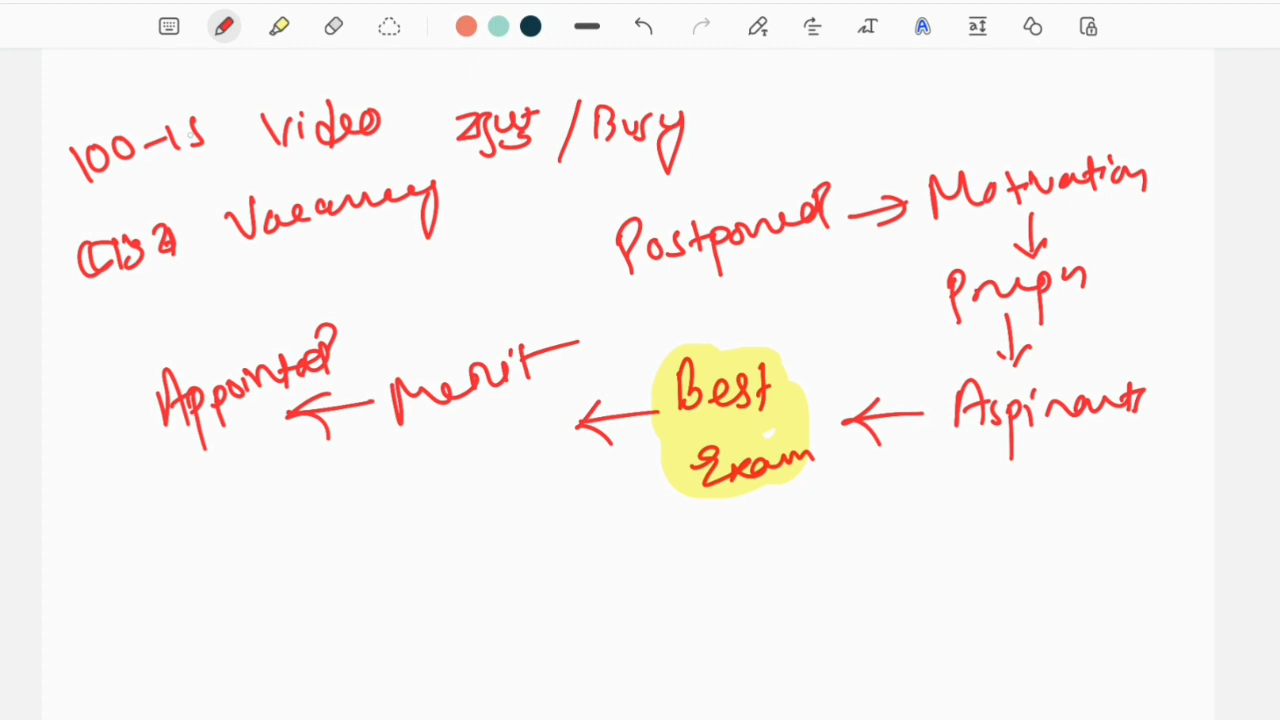 100-15 Video / Busy
Vacancy
Postponed → Motivation
↓
Prepn
↓
Aspirants
← Best
Exam
← Merit
← Appointed